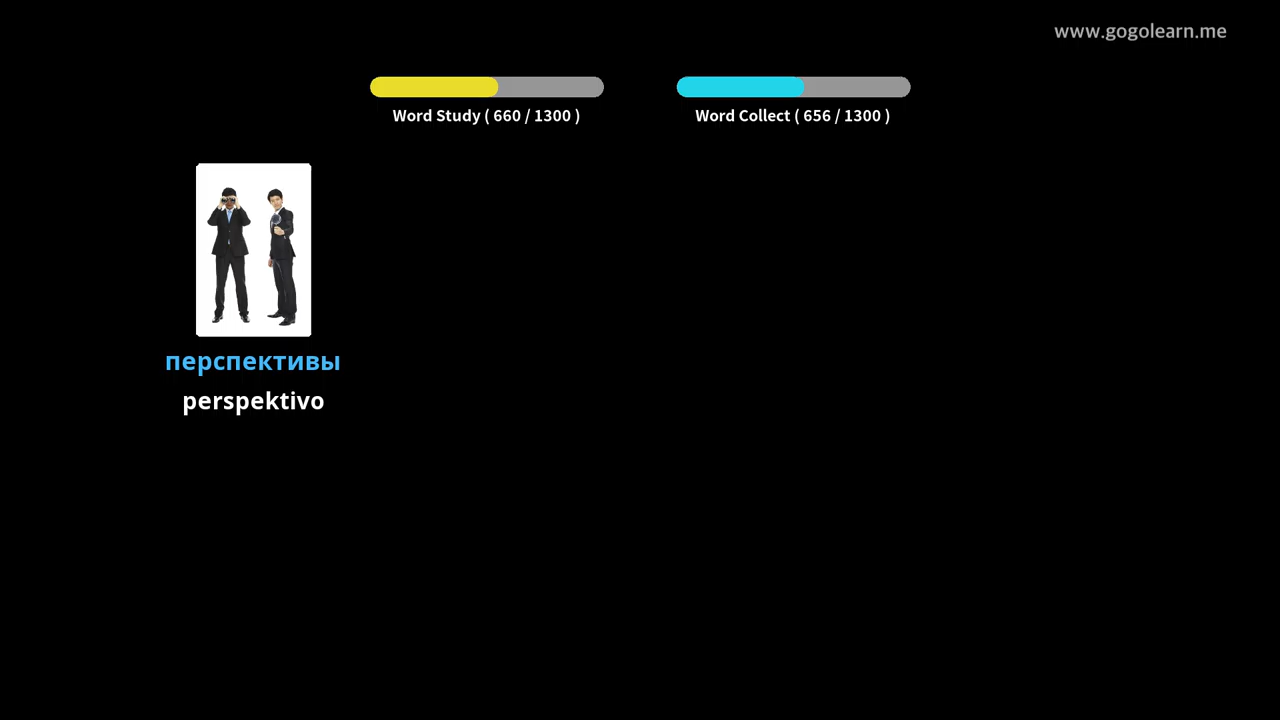 www.gogolearn.me
Word Study ( 660 / 1300 )
Word Collect ( 656 / 1300 )
перспективы
perspektivo